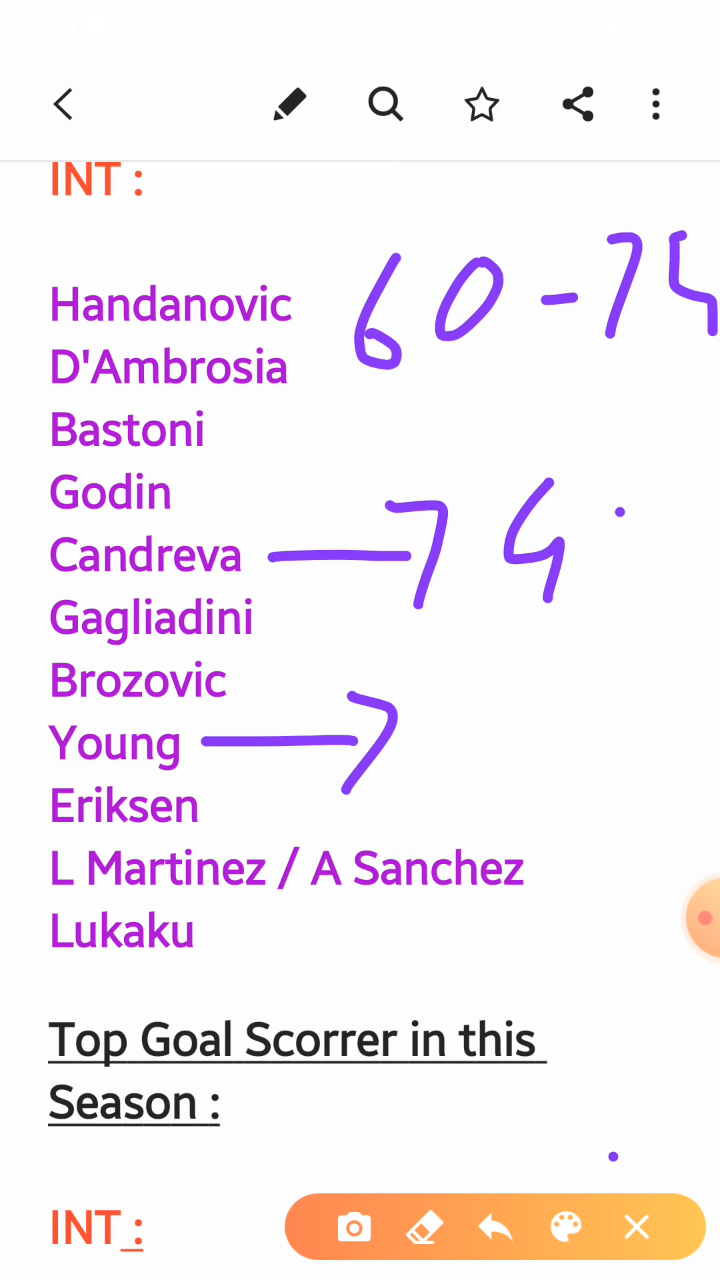 INT :
Handanovic 60-75
D'Ambrosia
Bastoni
Godin
Candreva — 74
Gagliadini
Brozovic
Young — 7
Eriksen
L Martinez / A Sanchez
Lukaku
Top Goal Scorrer in this
Season :
INT :